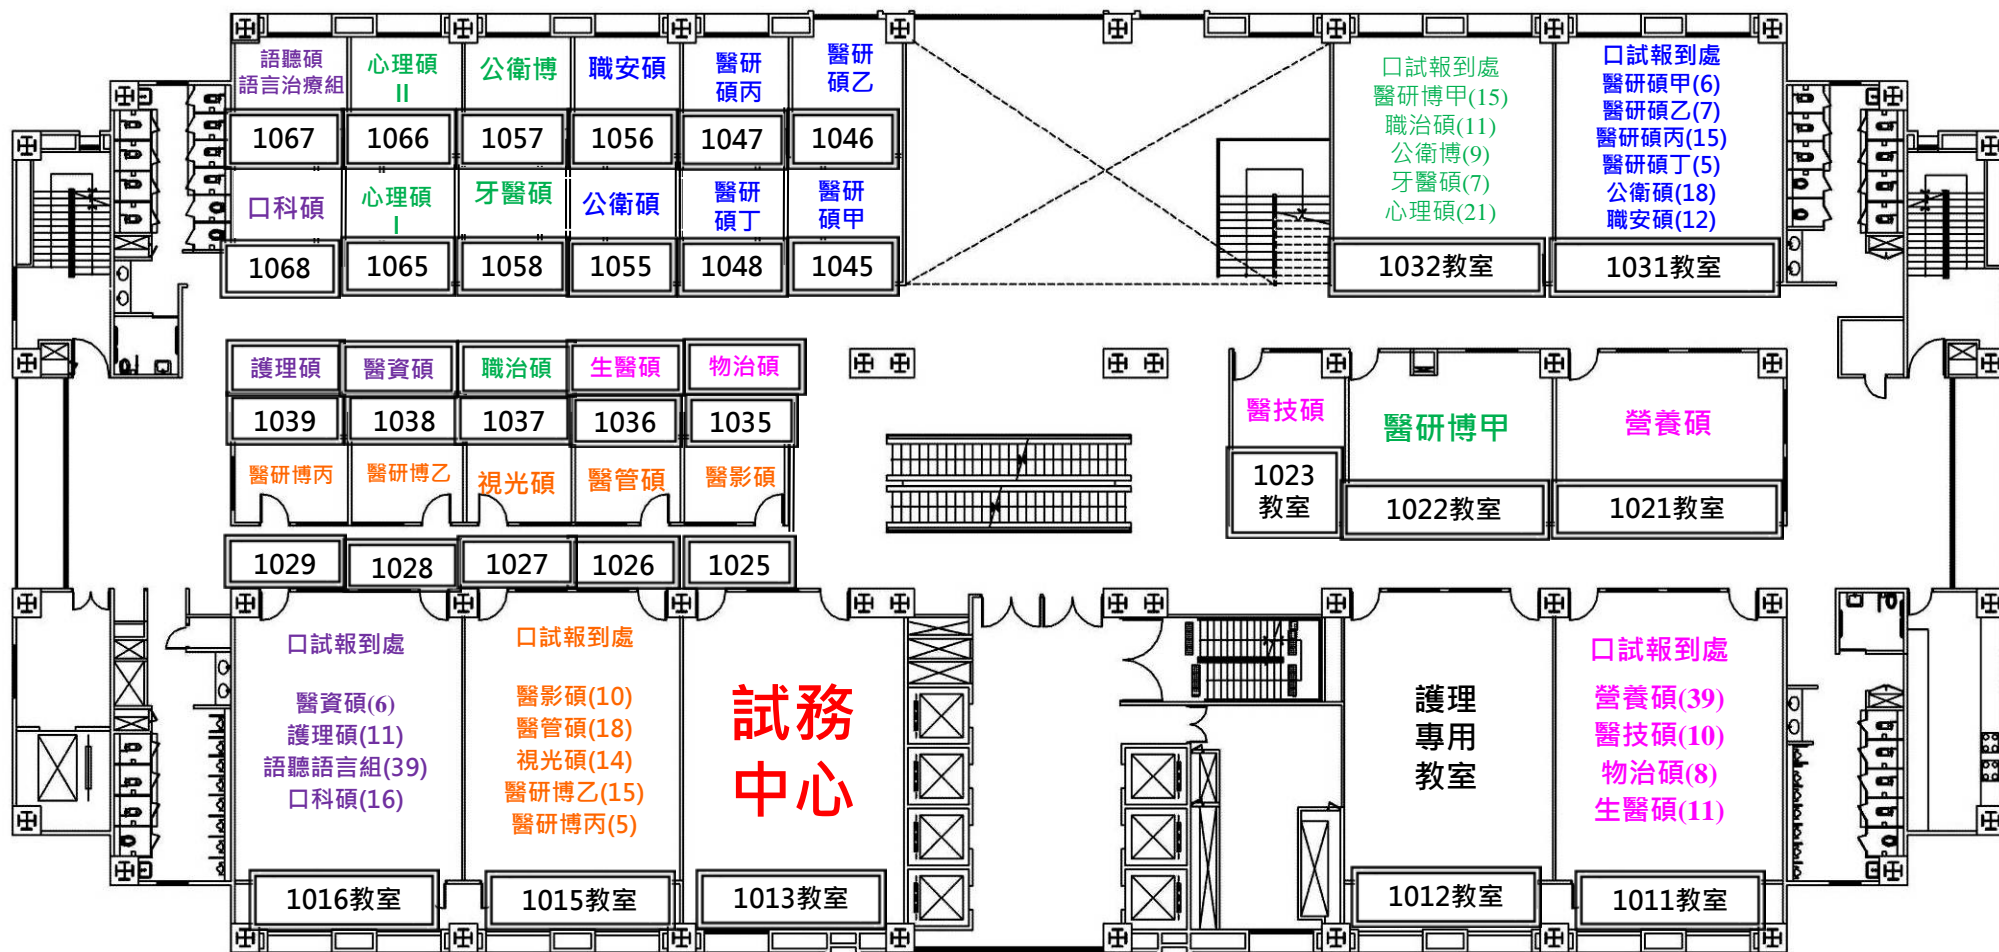 語聽碩
語言治療組
心理碩
II
公衛博
職安碩
醫研
碩丙
醫研
碩乙
1067
1066
1057
1056
1047
1046
口科碩
心理碩
I
牙醫碩
公衛碩
醫研
碩丁
醫研
碩甲
1068
1065
1058
1055
1048
1045
口試報到處
醫研博甲(15)
職治碩(11)
公衛博(9)
牙醫碩(7)
心理碩(21)
1032教室
口試報到處
醫研碩甲(6)
醫研碩乙(7)
醫研碩丙(15)
醫研碩丁(5)
公衛碩(18)
職安碩(12)
1031教室
護理碩
醫資碩
職治碩
生醫碩
物治碩
1039
1038
1037
1036
1035
醫研博丙
醫研博乙
視光碩
醫管碩
醫影碩
1029
1028
1027
1026
1025
醫技碩
1023
教室
醫研博甲
1022教室
營養碩
1021教室
口試報到處
醫資碩(6)
護理碩(11)
語聽語言組(39)
口科碩(16)
1016教室
口試報到處
醫影碩(10)
醫管碩(18)
視光碩(14)
醫研博乙(15)
醫研博丙(5)
1015教室
試務
中心
1013教室
護理
專用
教室
1012教室
口試報到處
營養碩(39)
醫技碩(10)
物治碩(8)
生醫碩(11)
1011教室